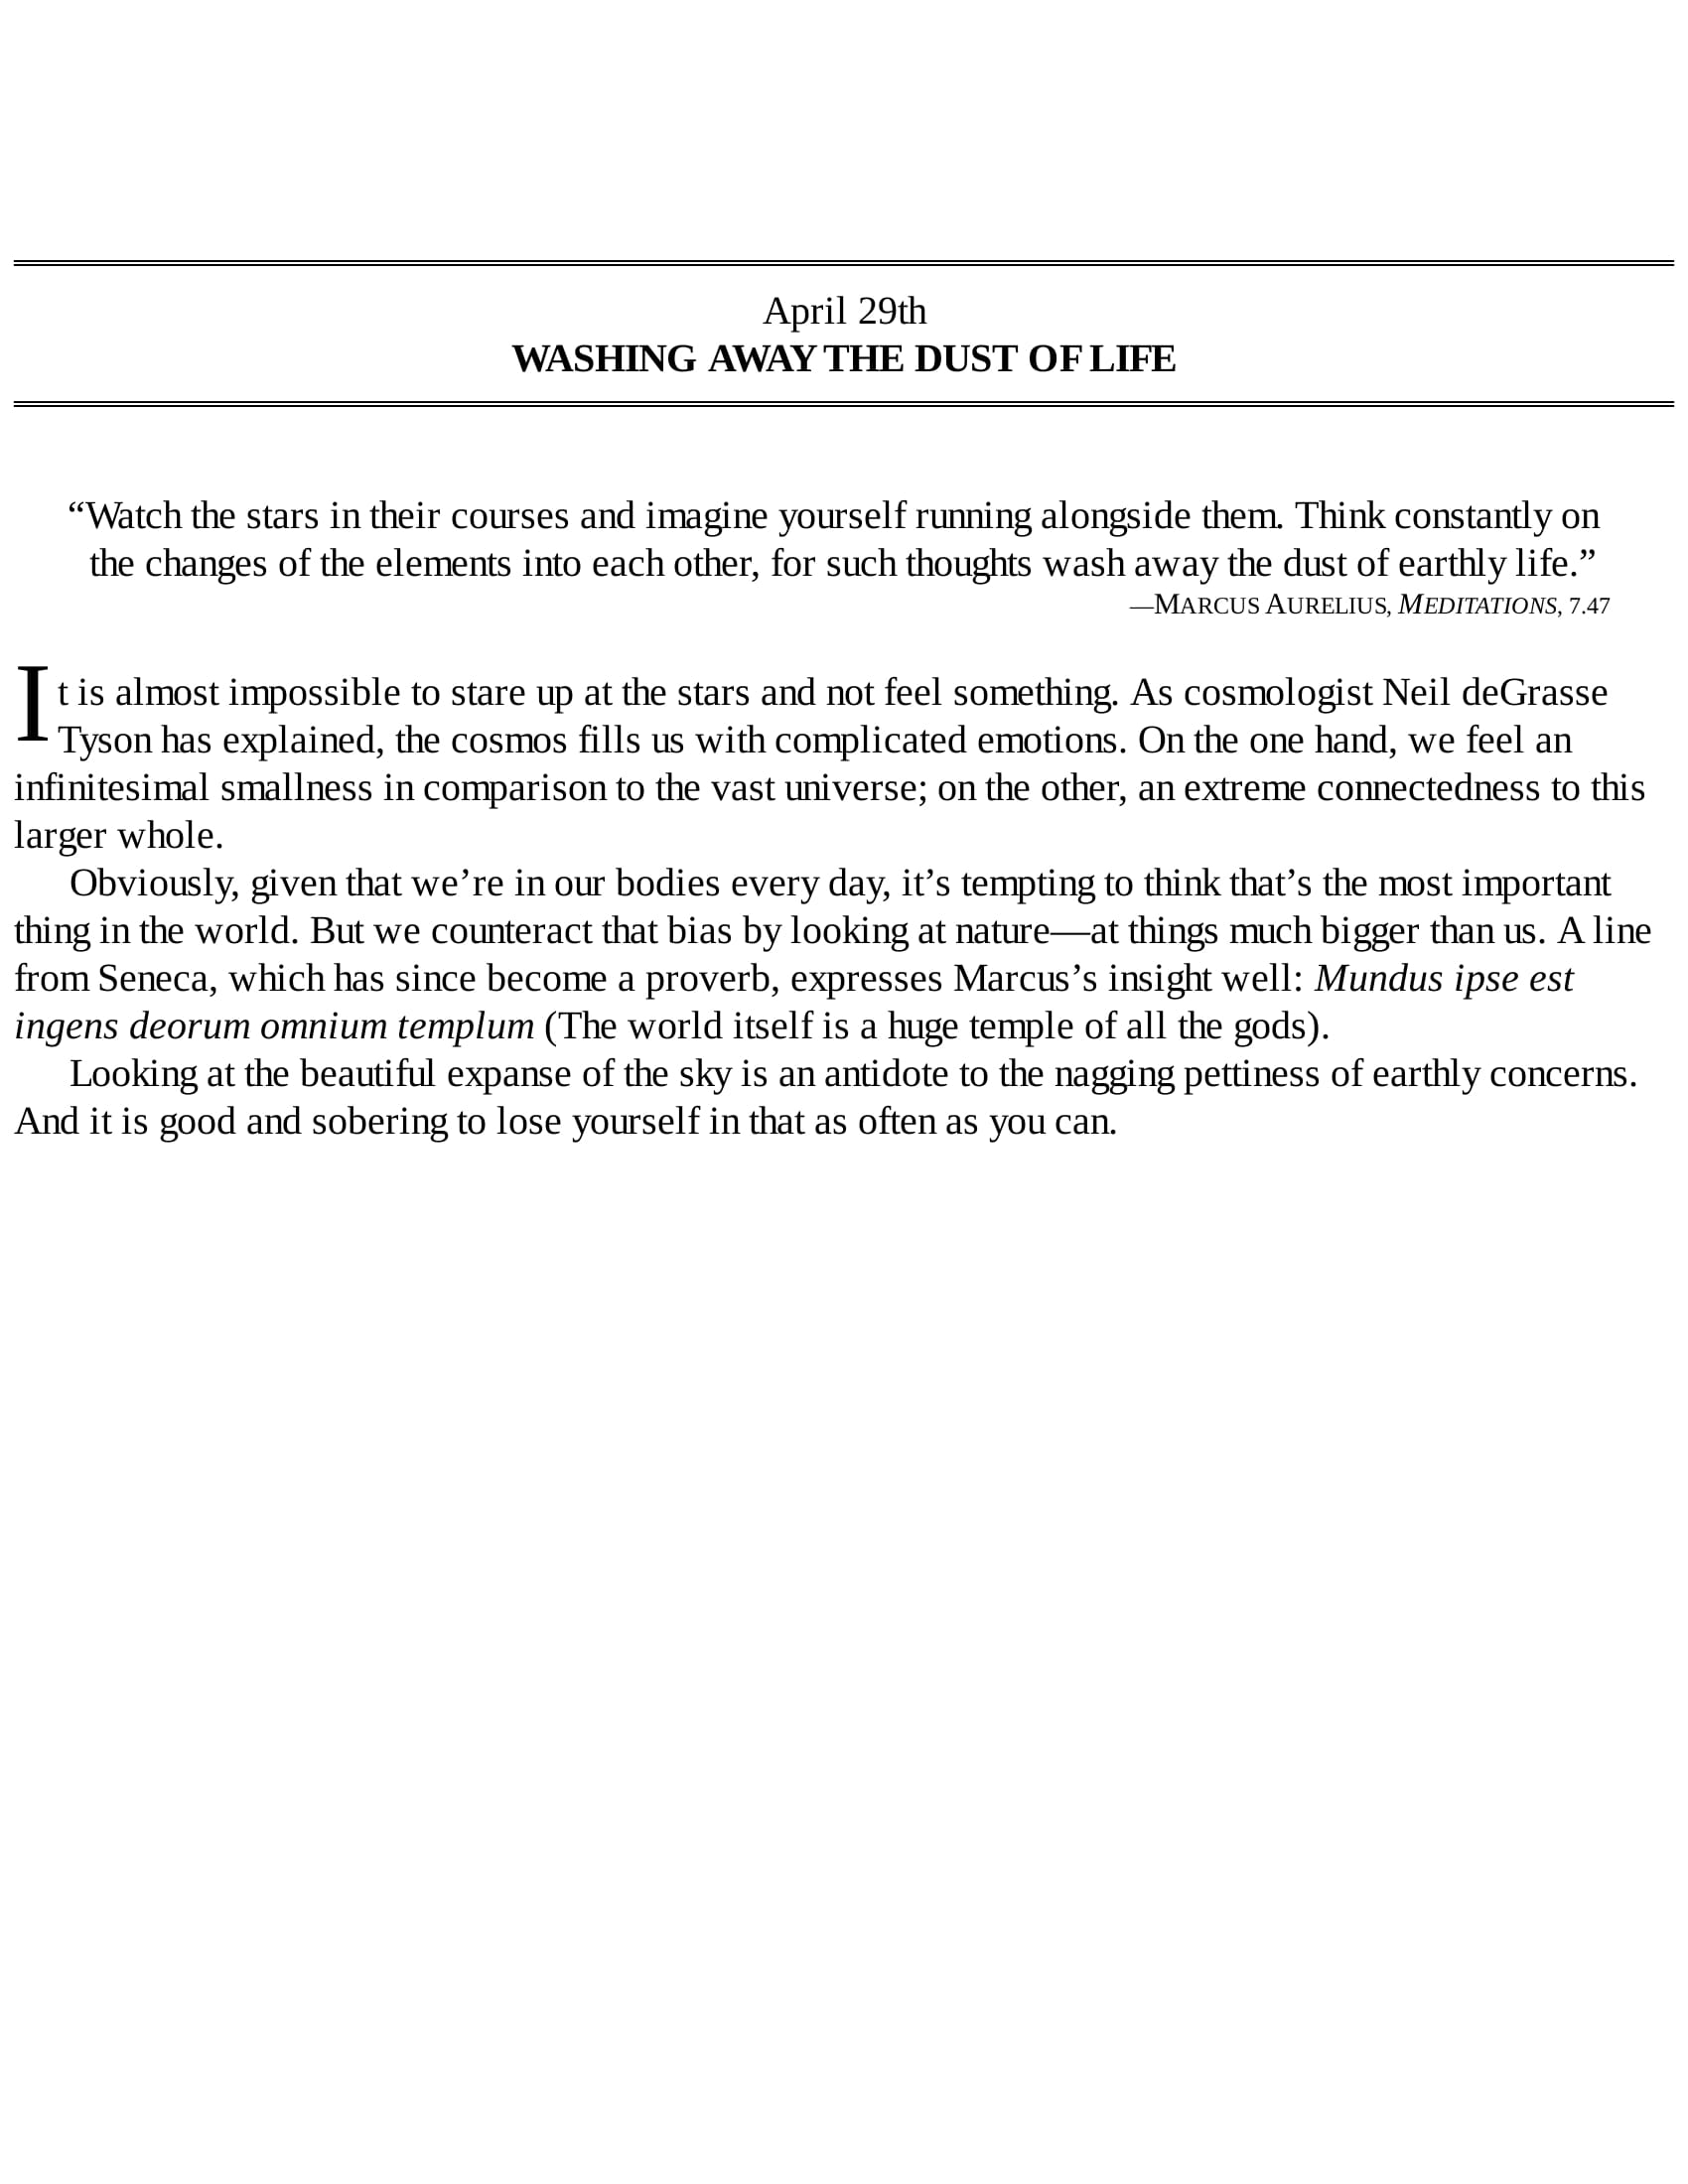 April 29th
WASHING AWAY THE DUST OF LIFE
“Watch the stars in their courses and imagine yourself running alongside them. Think constantly on
the changes of the elements into each other, for such thoughts wash away the dust of earthly life.”
—MARCUS AURELIUS, MEDITATIONS, 7.47
It is almost impossible to stare up at the stars and not feel something. As cosmologist Neil deGrasse
Tyson has explained, the cosmos fills us with complicated emotions. On the one hand, we feel an
infinitesimal smallness in comparison to the vast universe; on the other, an extreme connectedness to this
larger whole.
Obviously, given that we’re in our bodies every day, it’s tempting to think that’s the most important
thing in the world. But we counteract that bias by looking at nature—at things much bigger than us. A line
from Seneca, which has since become a proverb, expresses Marcus’s insight well: Mundus ipse est
ingens deorum omnium templum (The world itself is a huge temple of all the gods).
Looking at the beautiful expanse of the sky is an antidote to the nagging pettiness of earthly concerns.
And it is good and sobering to lose yourself in that as often as you can.